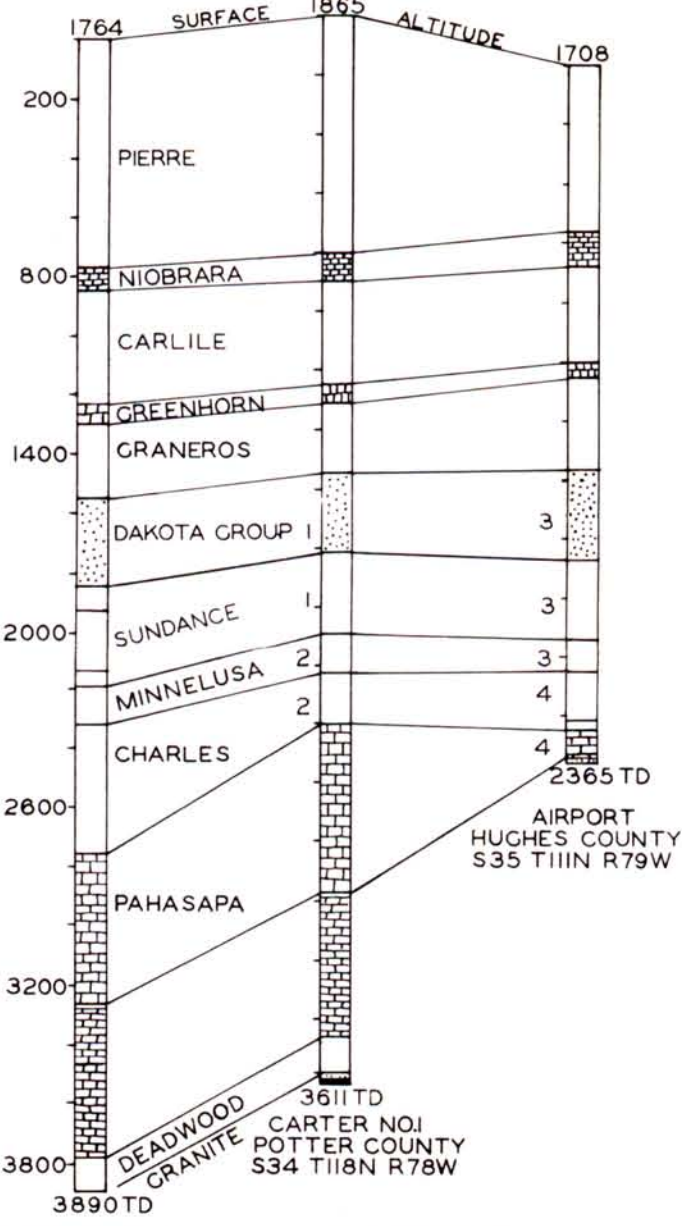 1764
SURFACE
1865
ALTITUDE
1708
200
PIERRE
800
NIOBRARA
CARLILE
GREENHORN
1400
GRANEROS
DAKOTA GROUP 1
3
SUNDANCE
1
3
2000
MINNELUSA
2
3
2
4
CHARLES
4
2365 TD
2600
AIRPORT
HUGHES COUNTY
S35 T111N R79W
PAHASAPA
3200
3611 TD
DEADWOOD
GRANITE
CARTER NO.1
POTTER COUNTY
S34 T118N R78W
3800
3890 TD